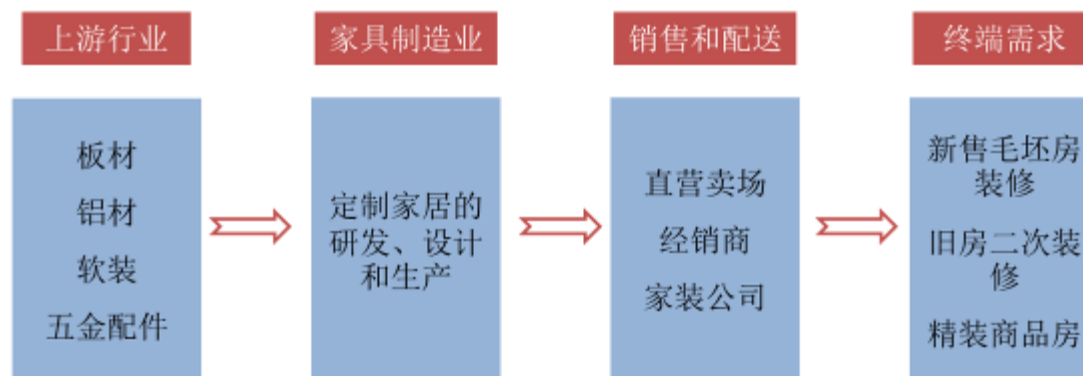 上游行业
家具制造业
销售和配送
终端需求
板材
铝材
软装
五金配件
定制家居的
研发、设计
和生产
直营卖场
经销商
家装公司
新售毛坯房
装修
旧房二次装
修
精装商品房